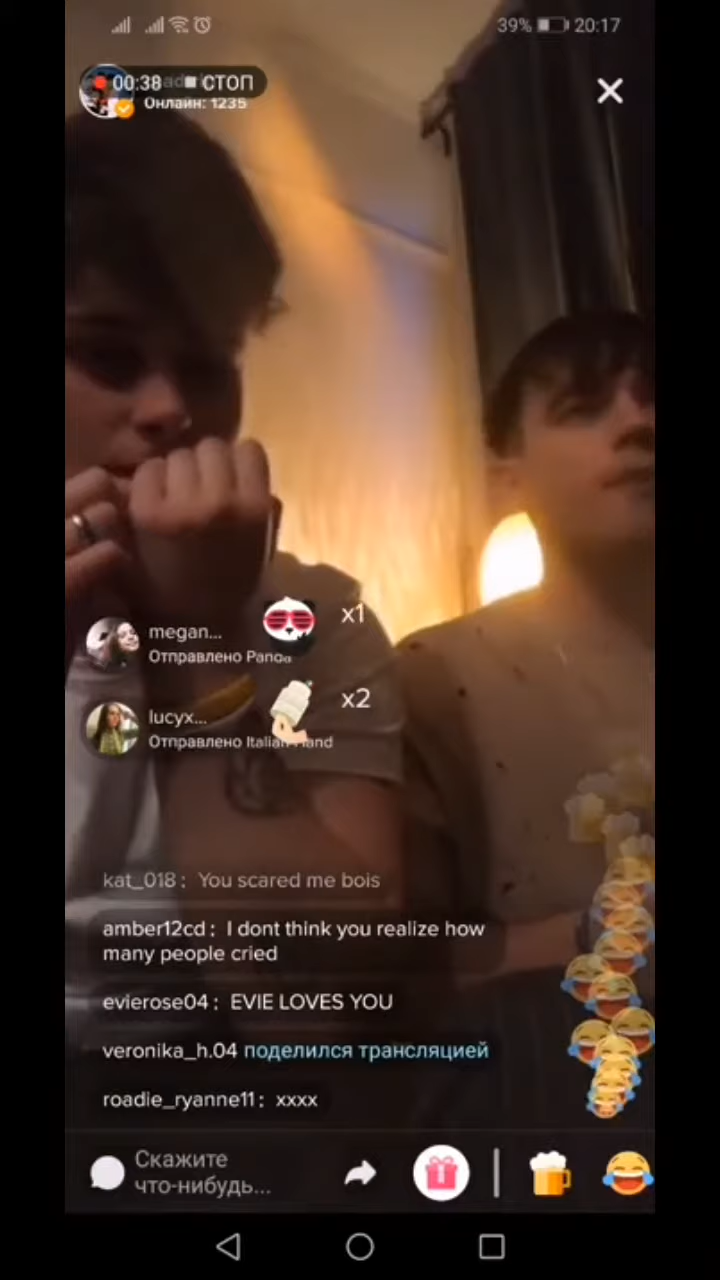 39% 20:17
00:38 СТОП
Онлайн: 1235
megan... x1
Отправлено Panda
lucyx... x2
Отправлено Italian Hand
kat_018: You scared me bois
amber12cd: I dont think you realize how
many people cried
evierose04: EVIE LOVES YOU
veronika_h.04 поделился трансляцией
roadie_ryanne11: xxxx
Скажите
что-нибудь...